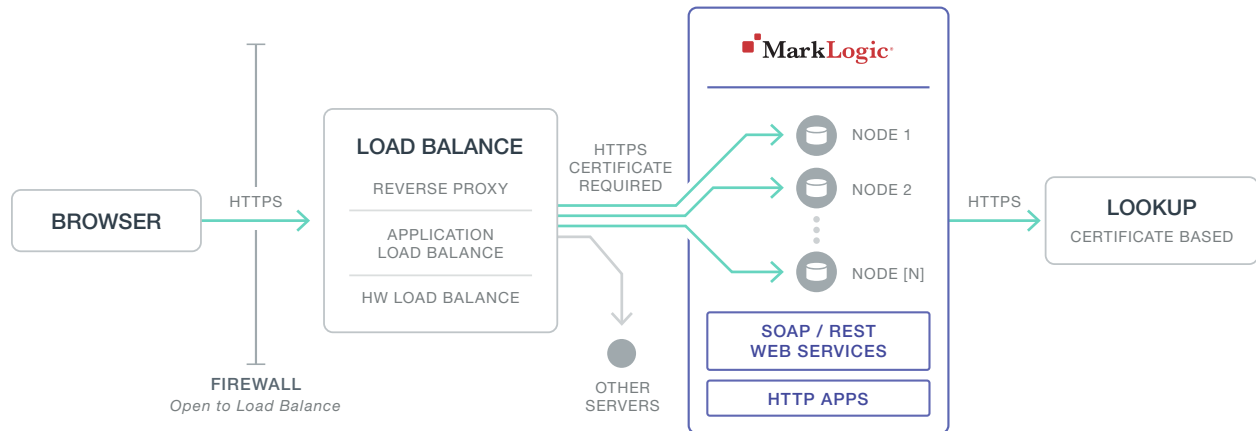 BROWSER
HTTPS
FIREWALL
Open to Load Balance
LOAD BALANCE
REVERSE PROXY
APPLICATION
LOAD BALANCE
HW LOAD BALANCE
HTTPS
CERTIFICATE
REQUIRED
OTHER
SERVERS
MarkLogic
NODE 1
NODE 2
NODE [N]
SOAP / REST
WEB SERVICES
HTTP APPS
HTTPS
LOOKUP
CERTIFICATE BASED